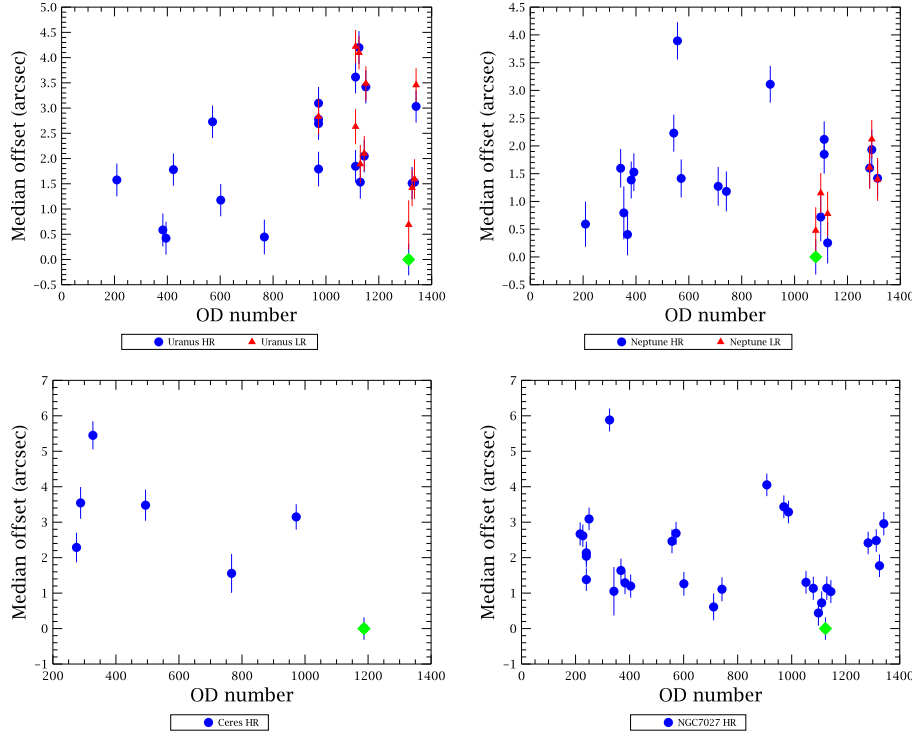 Median offset (arcsec)
5.0
4.5
4.0
3.5
3.0
2.5
2.0
1.5
1.0
0.5
0.0
−0.5
0 200 400 600 800 1000 1200 1400
OD number
Uranus HR Uranus LR
Median offset (arcsec)
4.5
4.0
3.5
3.0
2.5
2.0
1.5
1.0
0.5
0.0
−0.5
0 200 400 600 800 1000 1200 1400
OD number
Neptune HR Neptune LR
Median offset (arcsec)
7
6
5
4
3
2
1
0
−1
200 400 600 800 1000 1200 1400
OD number
Ceres HR
Median offset (arcsec)
7
6
5
4
3
2
1
0
−1
0 200 400 600 800 1000 1200 1400
OD number
NGC7027 HR